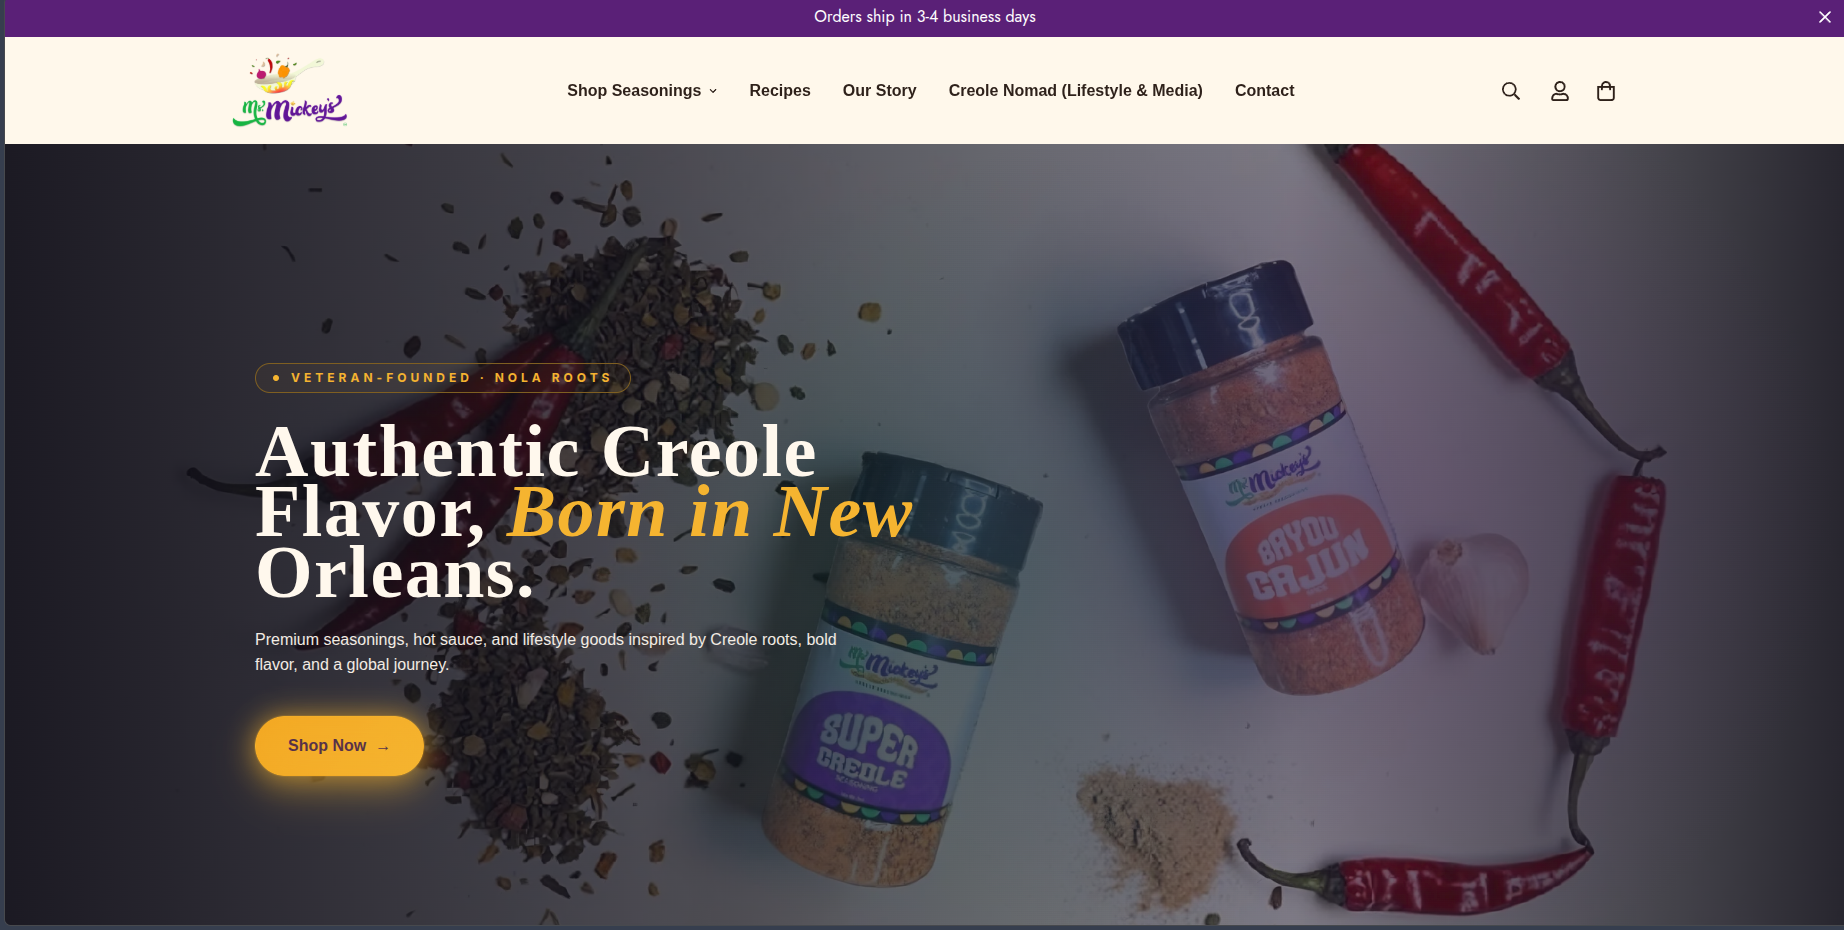 Orders ship in 3-4 business days
Mr. Mickey's
Shop Seasonings
Recipes
Our Story
Creole Nomad (Lifestyle & Media)
Contact
VETERAN-FOUNDED · NOLA ROOTS
Authentic Creole
Flavor, Born in New
Orleans.
Premium seasonings, hot sauce, and lifestyle goods inspired by Creole roots, bold
flavor, and a global journey.
Shop Now →
Mr. Mickey's
BAYOU
CAJUN
Mr. Mickey's
SUPER
CREOLE
SEASONING